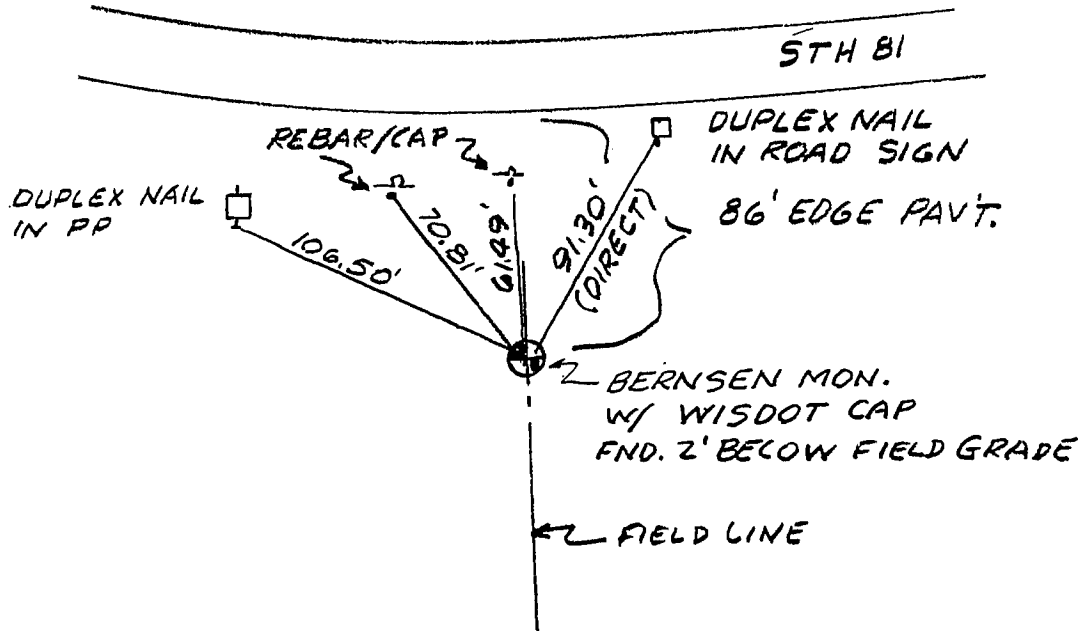 STH 81
REBAR/CAP
DUPLEX NAIL
IN ROAD SIGN
DUPLEX NAIL
IN PP
106.50'
70.81'
61.49'
91.30'
(DIRECT)
86' EDGE PAV'T.
BERNSEN MON.
W/ WISDOT CAP
FND. 2' BELOW FIELD GRADE
FIELD LINE